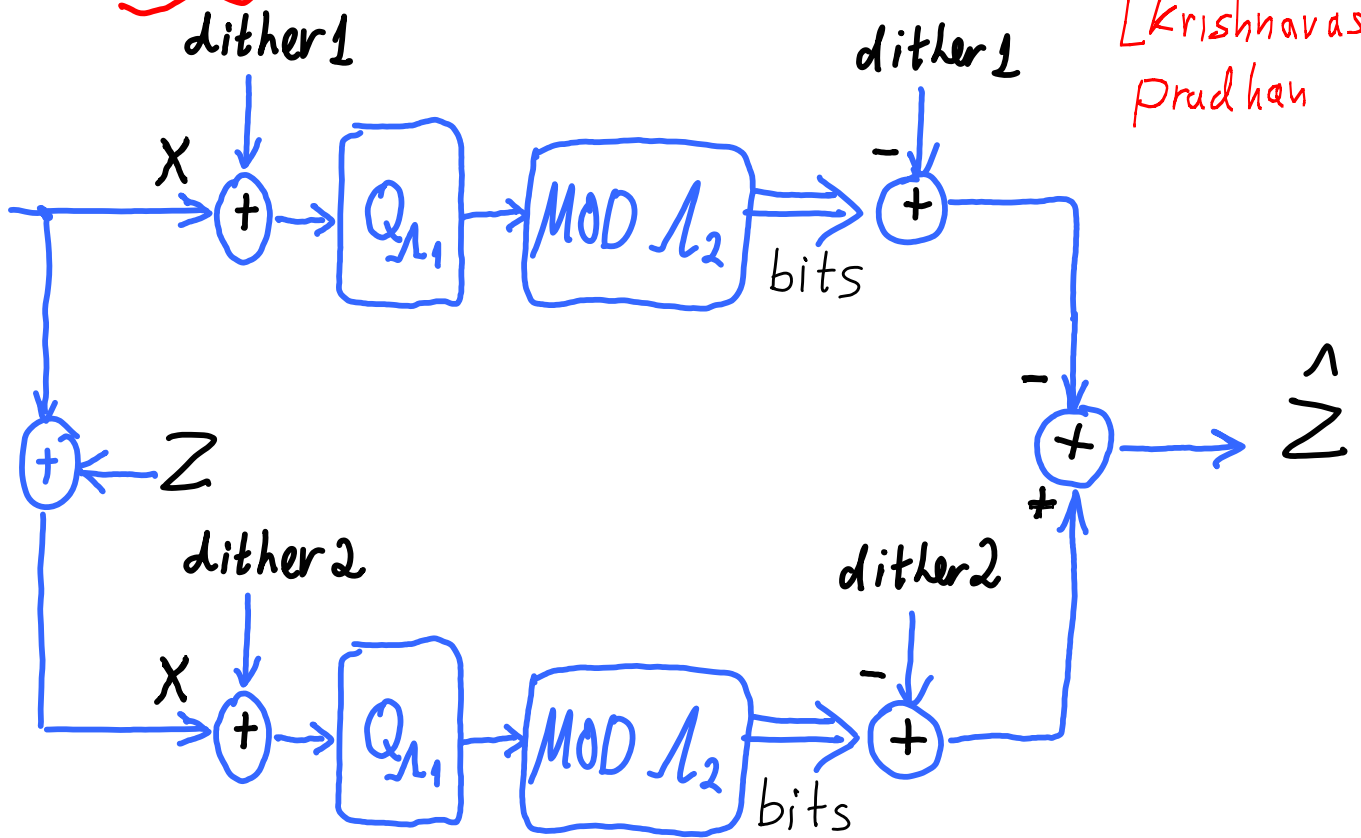 dither1
dither1
[Krishnavas
Pradhan
X
+
Q Λ1
MOD Λ2
bits
-
+
-
+
+
Ẑ
+
Z
dither2
dither2
X
+
Q Λ1
MOD Λ2
bits
-
+